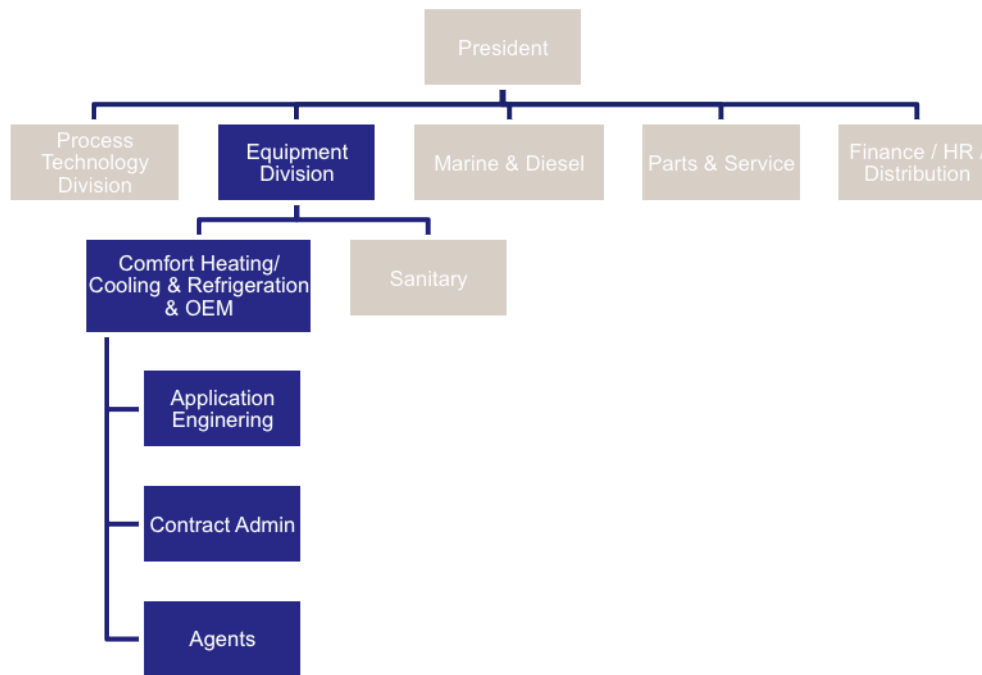 President
Process
Technology
Division
Equipment
Division
Marine & Diesel
Parts & Service
Finance / HR /
Distribution
Comfort Heating/
Cooling & Refrigeration
& OEM
Sanitary
Application
Enginering
Contract Admin
Agents